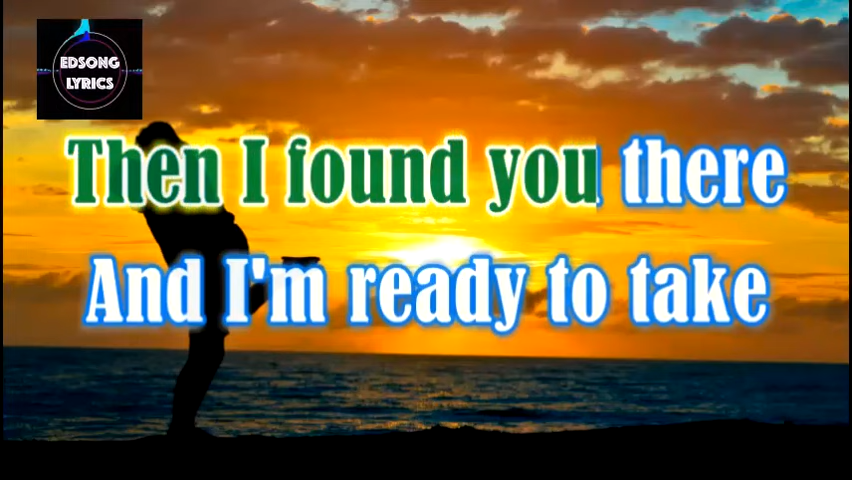 EDSONG
LYRICS
Then I found you there
And I'm ready to take